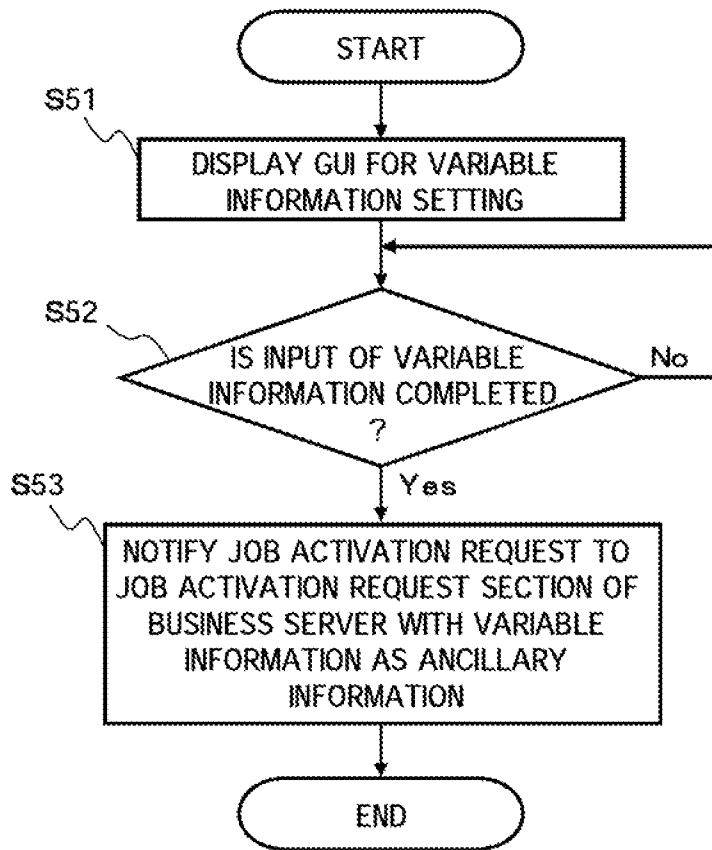 START
S51
DISPLAY GUI FOR VARIABLE
INFORMATION SETTING
S52
IS INPUT OF VARIABLE
INFORMATION COMPLETED
?
No
Yes
S53
NOTIFY JOB ACTIVATION REQUEST TO
JOB ACTIVATION REQUEST SECTION OF
BUSINESS SERVER WITH VARIABLE
INFORMATION AS ANCILLARY
INFORMATION
END